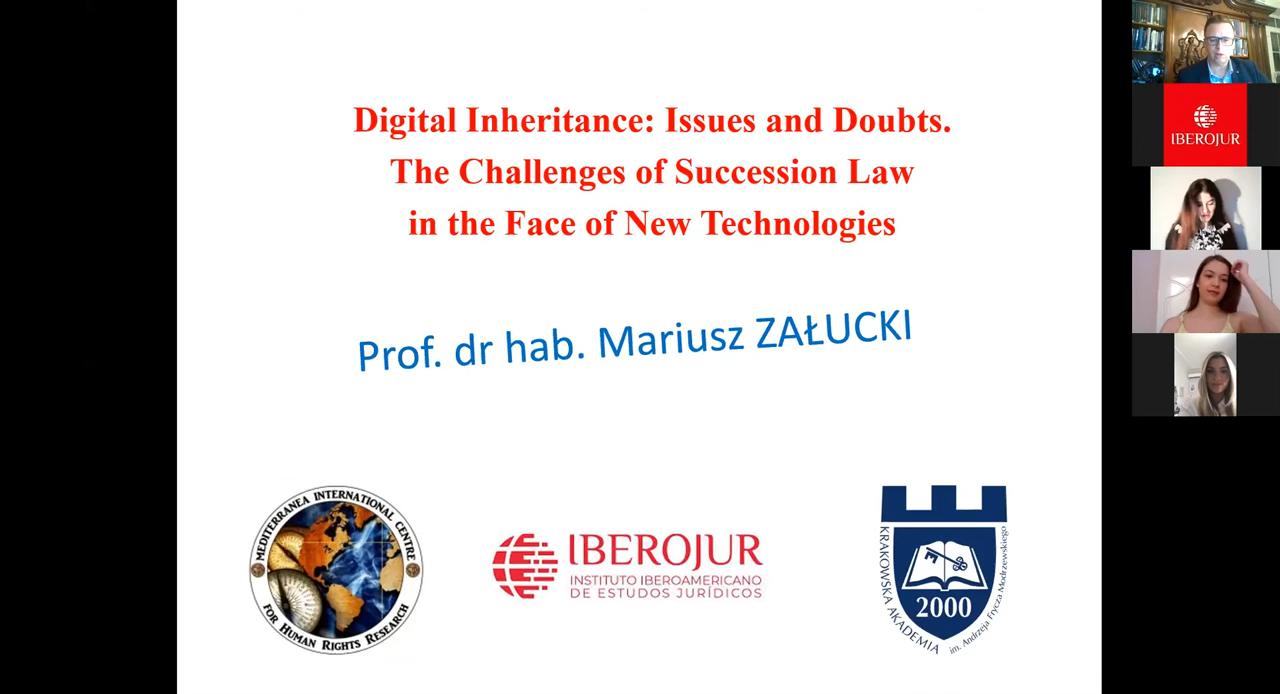 Digital Inheritance: Issues and Doubts.
The Challenges of Succession Law
in the Face of New Technologies
Prof. dr hab. Mariusz ZAŁUCKI
MEDITERRANEA INTERNATIONAL CENTRE
FOR HUMAN RIGHTS RESEARCH
IBEROJUR
INSTITUTO IBEROAMERICANO
DE ESTUDOS JURÍDICOS
KRAKOWSKA AKADEMIA
im. Andrzeja Frycza Modrzewskiego
2000
IBEROJUR